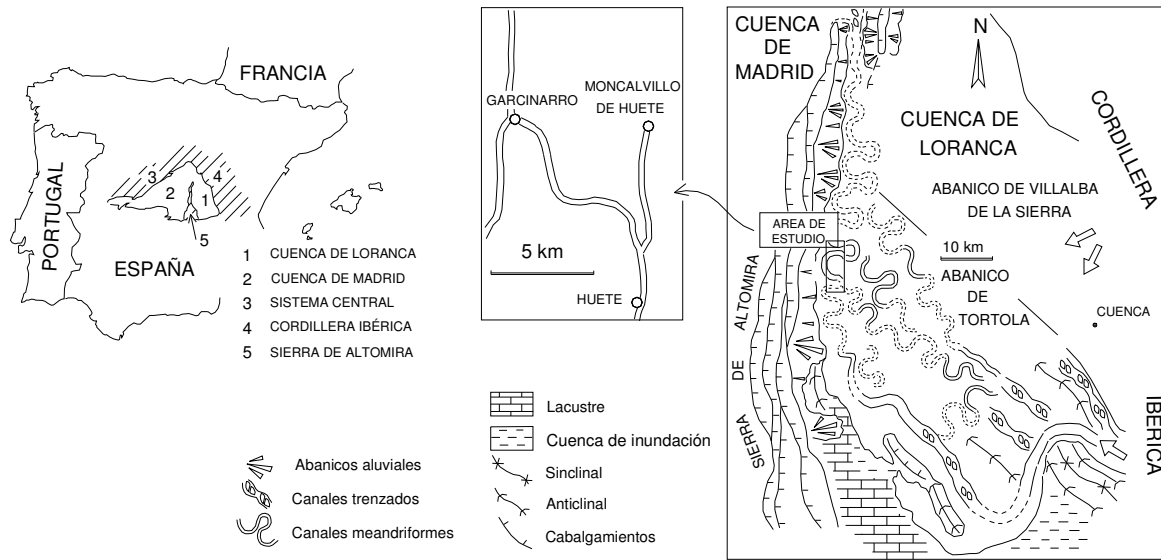 FRANCIA
PORTUGAL
ESPAÑA
3
4
2
1
5
1 CUENCA DE LORANCA
2 CUENCA DE MADRID
3 SISTEMA CENTRAL
4 CORDILLERA IBÉRICA
5 SIERRA DE ALTOMIRA
GARCINARRO
MONCALVILLO
DE HUETE
5 km
HUETE
CUENCA
DE
MADRID
N
CUENCA DE
LORANCA
CORDILLERA
IBERICA
ABANICO DE VILLALBA
DE LA SIERRA
AREA DE
ESTUDIO
10 km
ABANICO
DE
TORTOLA
CUENCA
SIERRA DE ALTOMIRA
Abanicos aluviales
Canales trenzados
Canales meandriformes
Lacustre
Cuenca de inundación
Sinclinal
Anticlinal
Cabalgamientos